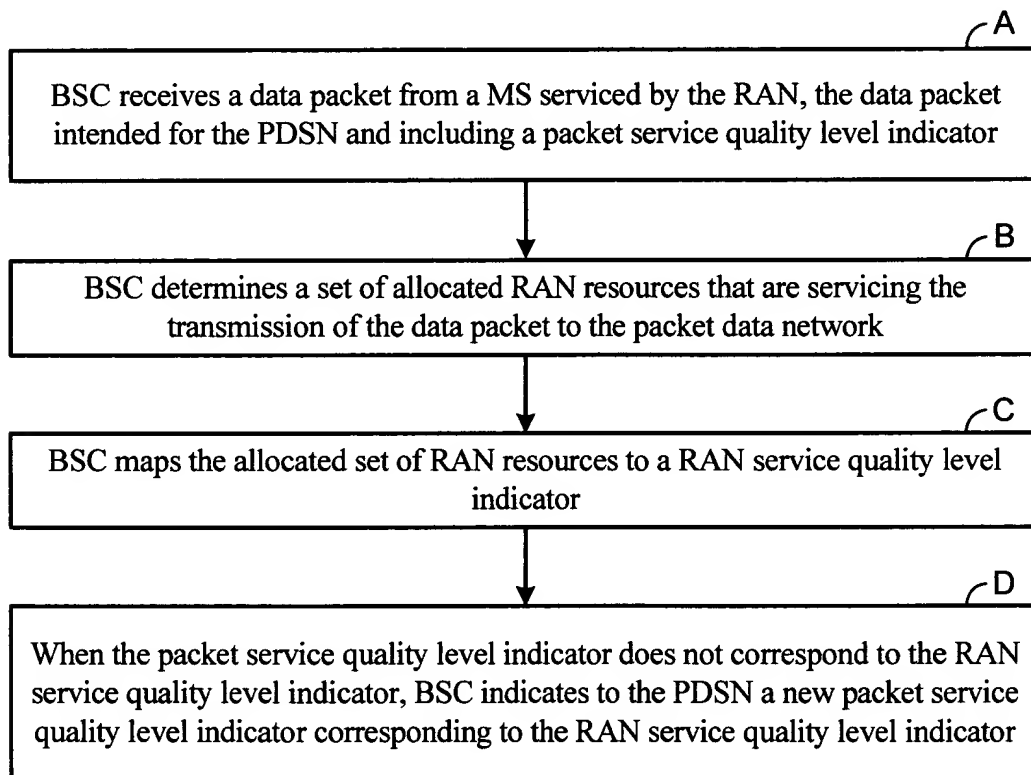 A
BSC receives a data packet from a MS serviced by the RAN, the data packet
intended for the PDSN and including a packet service quality level indicator
B
BSC determines a set of allocated RAN resources that are servicing the
transmission of the data packet to the packet data network
C
BSC maps the allocated set of RAN resources to a RAN service quality level
indicator
D
When the packet service quality level indicator does not correspond to the RAN
service quality level indicator, BSC indicates to the PDSN a new packet service
quality level indicator corresponding to the RAN service quality level indicator